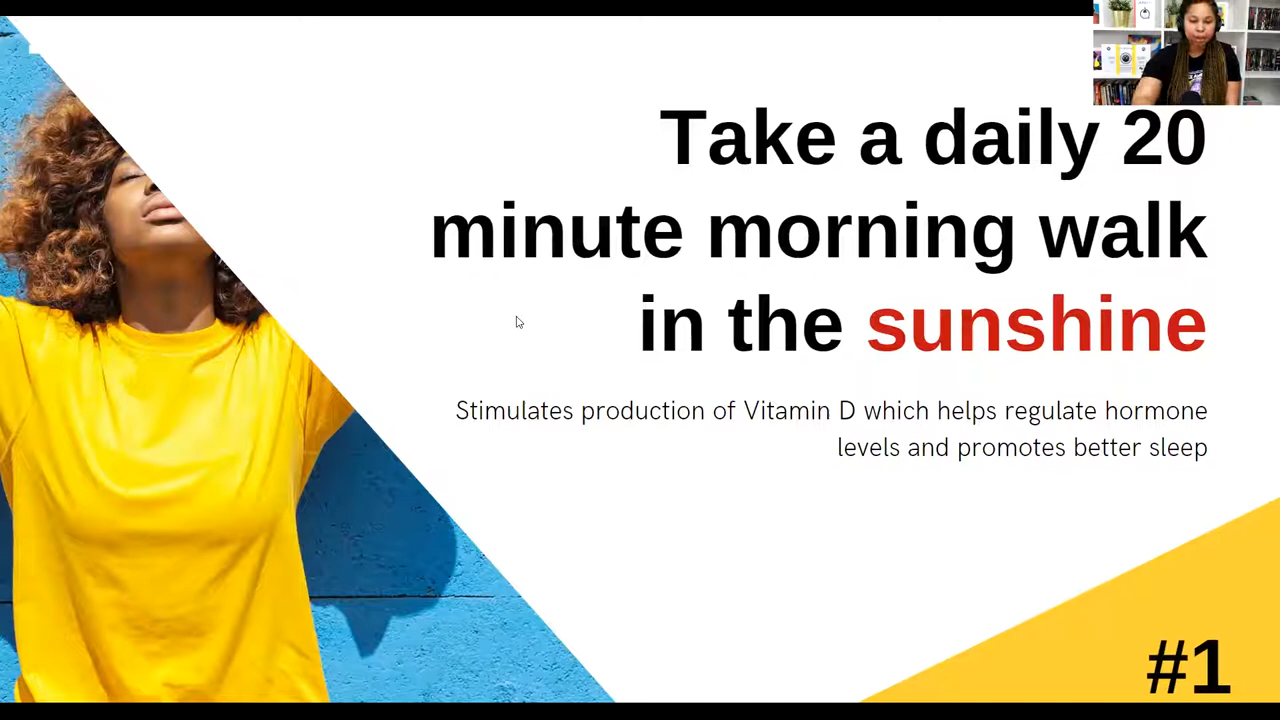 Take a daily 20
minute morning walk
in the sunshine
Stimulates production of Vitamin D which helps regulate hormone
levels and promotes better sleep
#1